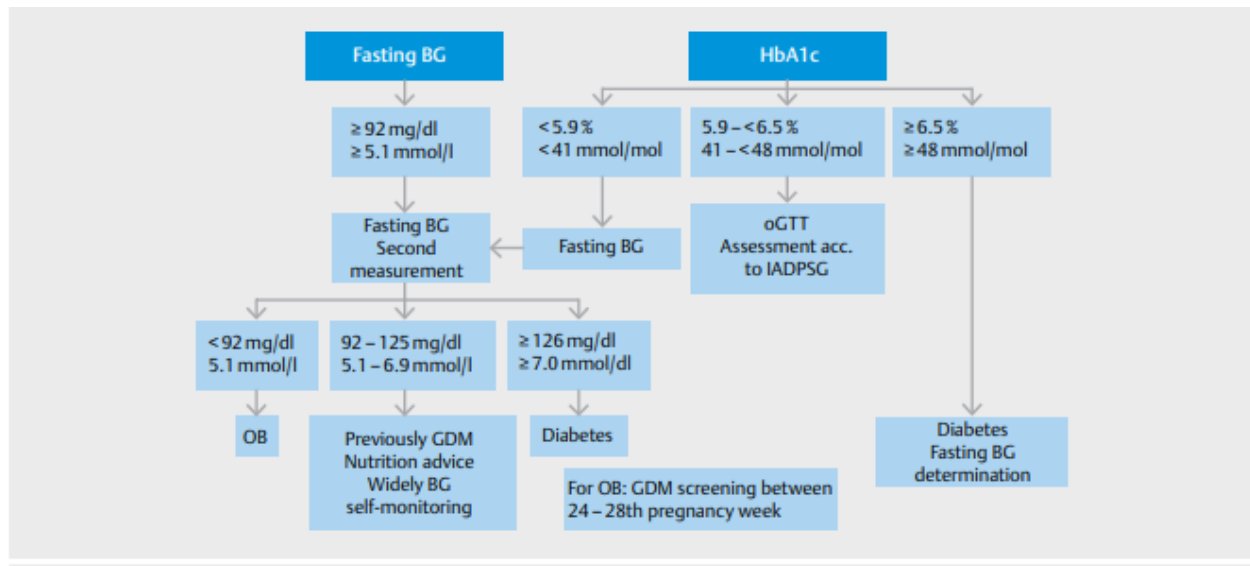 Fasting BG
HbA1c
≥ 92 mg/dl
≥ 5.1 mmol/l
< 5.9 %
< 41 mmol/mol
5.9 – < 6.5 %
41 – < 48 mmol/mol
≥ 6.5 %
≥ 48 mmol/mol
Fasting BG
Second
measurement
Fasting BG
oGTT
Assessment acc.
to IADPSG
< 92 mg/dl
5.1 mmol/l
92 – 125 mg/dl
5.1 – 6.9 mmol/l
≥ 126 mg/dl
≥ 7.0 mmol/dl
OB
Previously GDM
Nutrition advice
Widely BG
self-monitoring
Diabetes
Diabetes
Fasting BG
determination
For OB: GDM screening between
24 – 28th pregnancy week